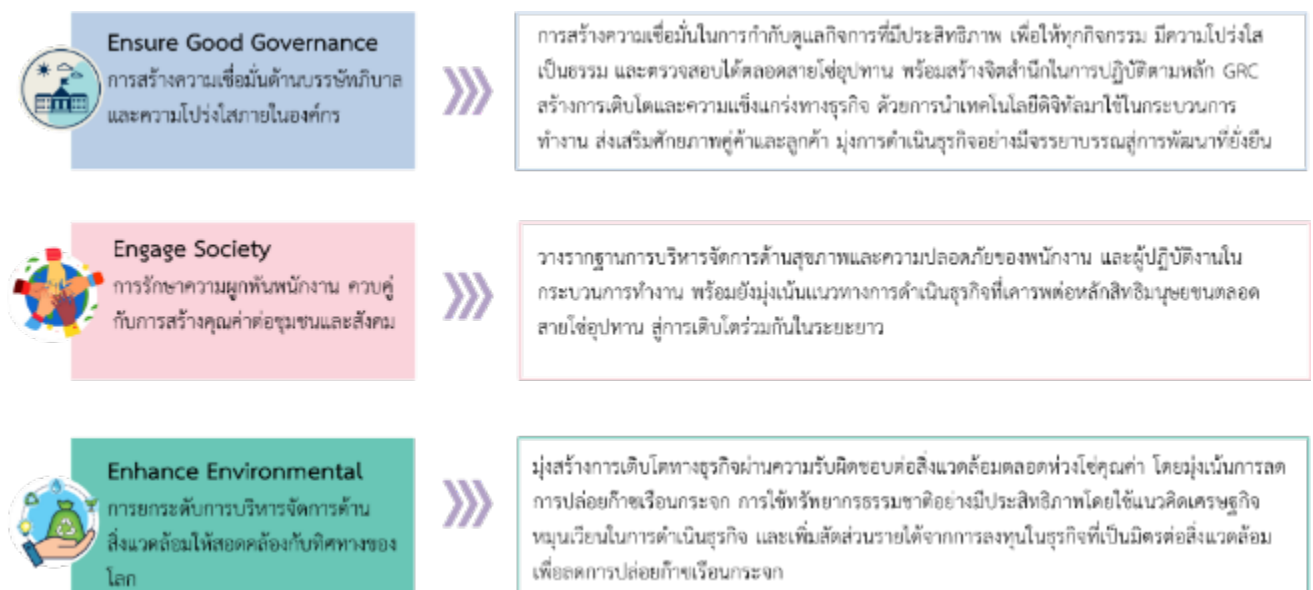 Ensure Good Governance
การสร้างความเชื่อมั่นด้านบรรษัทภิบาล
และความโปร่งใสภายในองค์กร
การสร้างความเชื่อมั่นในการกำกับดูแลกิจการที่มีประสิทธิภาพ เพื่อให้ทุกกิจกรรม มีความโปร่งใส
เป็นธรรม และตรวจสอบได้ตลอดสายโซ่อุปทาน พร้อมสร้างจิตสำนึกในการปฏิบัติตามหลัก GRC
สร้างการเติบโตและความแข็งแกร่งทางธุรกิจ ด้วยการนำเทคโนโลยีดิจิทัลมาใช้ในกระบวนการ
ทำงาน ส่งเสริมศักยภาพคู่ค้าและลูกค้า มุ่งการดำเนินธุรกิจอย่างมีจรรยาบรรณสู่การพัฒนาที่ยั่งยืน
Engage Society
การรักษาความผูกพันพนักงาน ควบคู่
กับการสร้างคุณค่าต่อชุมชนและสังคม
วางรากฐานการบริหารจัดการด้านสุขภาพและความปลอดภัยของพนักงาน และผู้ปฏิบัติงานใน
กระบวนการทำงาน พร้อมยังมุ่งเน้นแนวทางการดำเนินธุรกิจที่เคารพต่อหลักสิทธิมนุษยชนตลอด
สายโซ่อุปทาน สู่การเติบโตร่วมกันในระยะยาว
Enhance Environmental
การยกระดับการบริหารจัดการด้าน
สิ่งแวดล้อมให้สอดคล้องกับทิศทางของ
โลก
มุ่งสร้างการเติบโตทางธุรกิจผ่านความรับผิดชอบต่อสิ่งแวดล้อมตลอดห่วงโซ่คุณค่า โดยมุ่งเน้นการลด
การปล่อยก๊าซเรือนกระจก การใช้ทรัพยากรธรรมชาติอย่างมีประสิทธิภาพโดยใช้แนวคิดเศรษฐกิจ
หมุนเวียนในการดำเนินธุรกิจ และเพิ่มสัดส่วนรายได้จากการลงทุนในธุรกิจที่เป็นมิตรต่อสิ่งแวดล้อม
เพื่อลดการปล่อยก๊าซเรือนกระจก